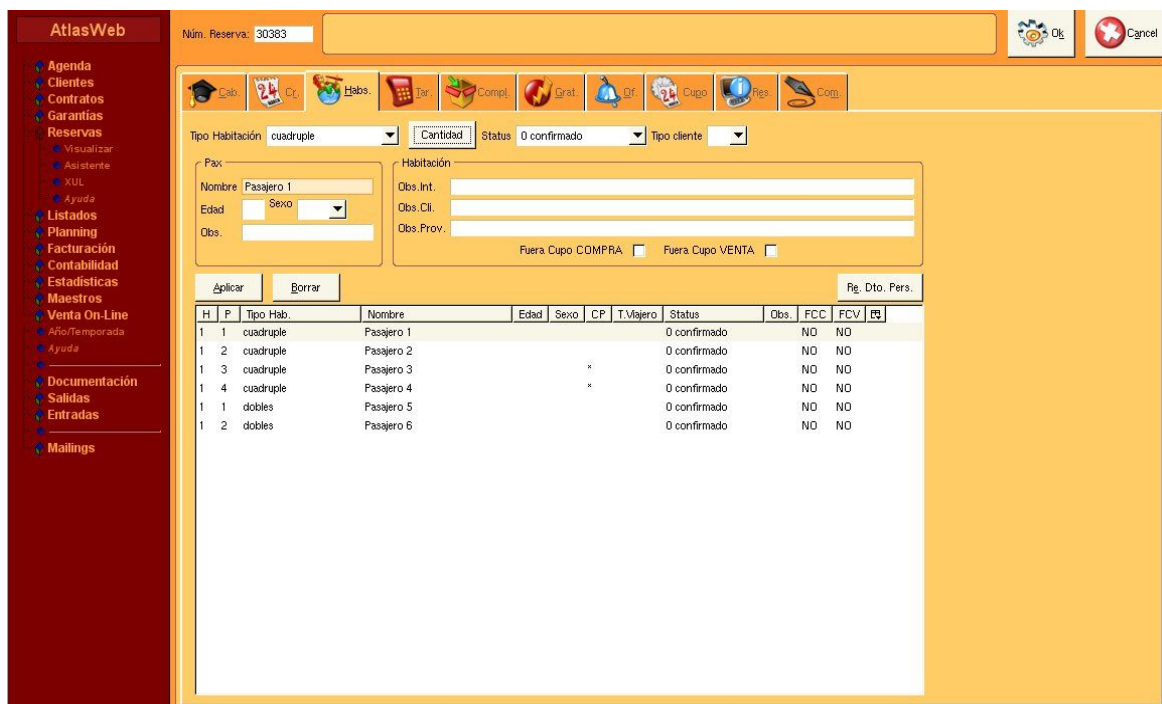 AtlasWeb
Núm. Reserva: 30383
Ok
Cancel
Agenda
Clientes
Contratos
Garantías
Reservas
Visualizar
Asistente
XUL
Ayuda
Listados
Planning
Facturación
Contabilidad
Estadísticas
Maestros
Venta On-Line
Año/Temporada
Ayuda
Documentación
Salidas
Entradas
Mailings
Cab. Cr. Habs. Tar. Compl. Grat. Of. Cupo Res. Com.
Tipo Habitación cuadruple Cantidad Status 0 confirmado Tipo cliente
Pax
Nombre Pasajero 1
Edad Sexo
Obs.
Habitación
Obs.Int.
Obs.Cli.
Obs.Prov.
Fuera Cupo COMPRA Fuera Cupo VENTA
Aplicar Borrar Re. Dto. Pers.
H P Tipo Hab. Nombre Edad Sexo CP T.Viajero Status Obs. FCC FCV
1 1 cuadruple Pasajero 1 0 confirmado NO NO
1 2 cuadruple Pasajero 2 0 confirmado NO NO
1 3 cuadruple Pasajero 3 * 0 confirmado NO NO
1 4 cuadruple Pasajero 4 * 0 confirmado NO NO
1 1 dobles Pasajero 5 0 confirmado NO NO
1 2 dobles Pasajero 6 0 confirmado NO NO